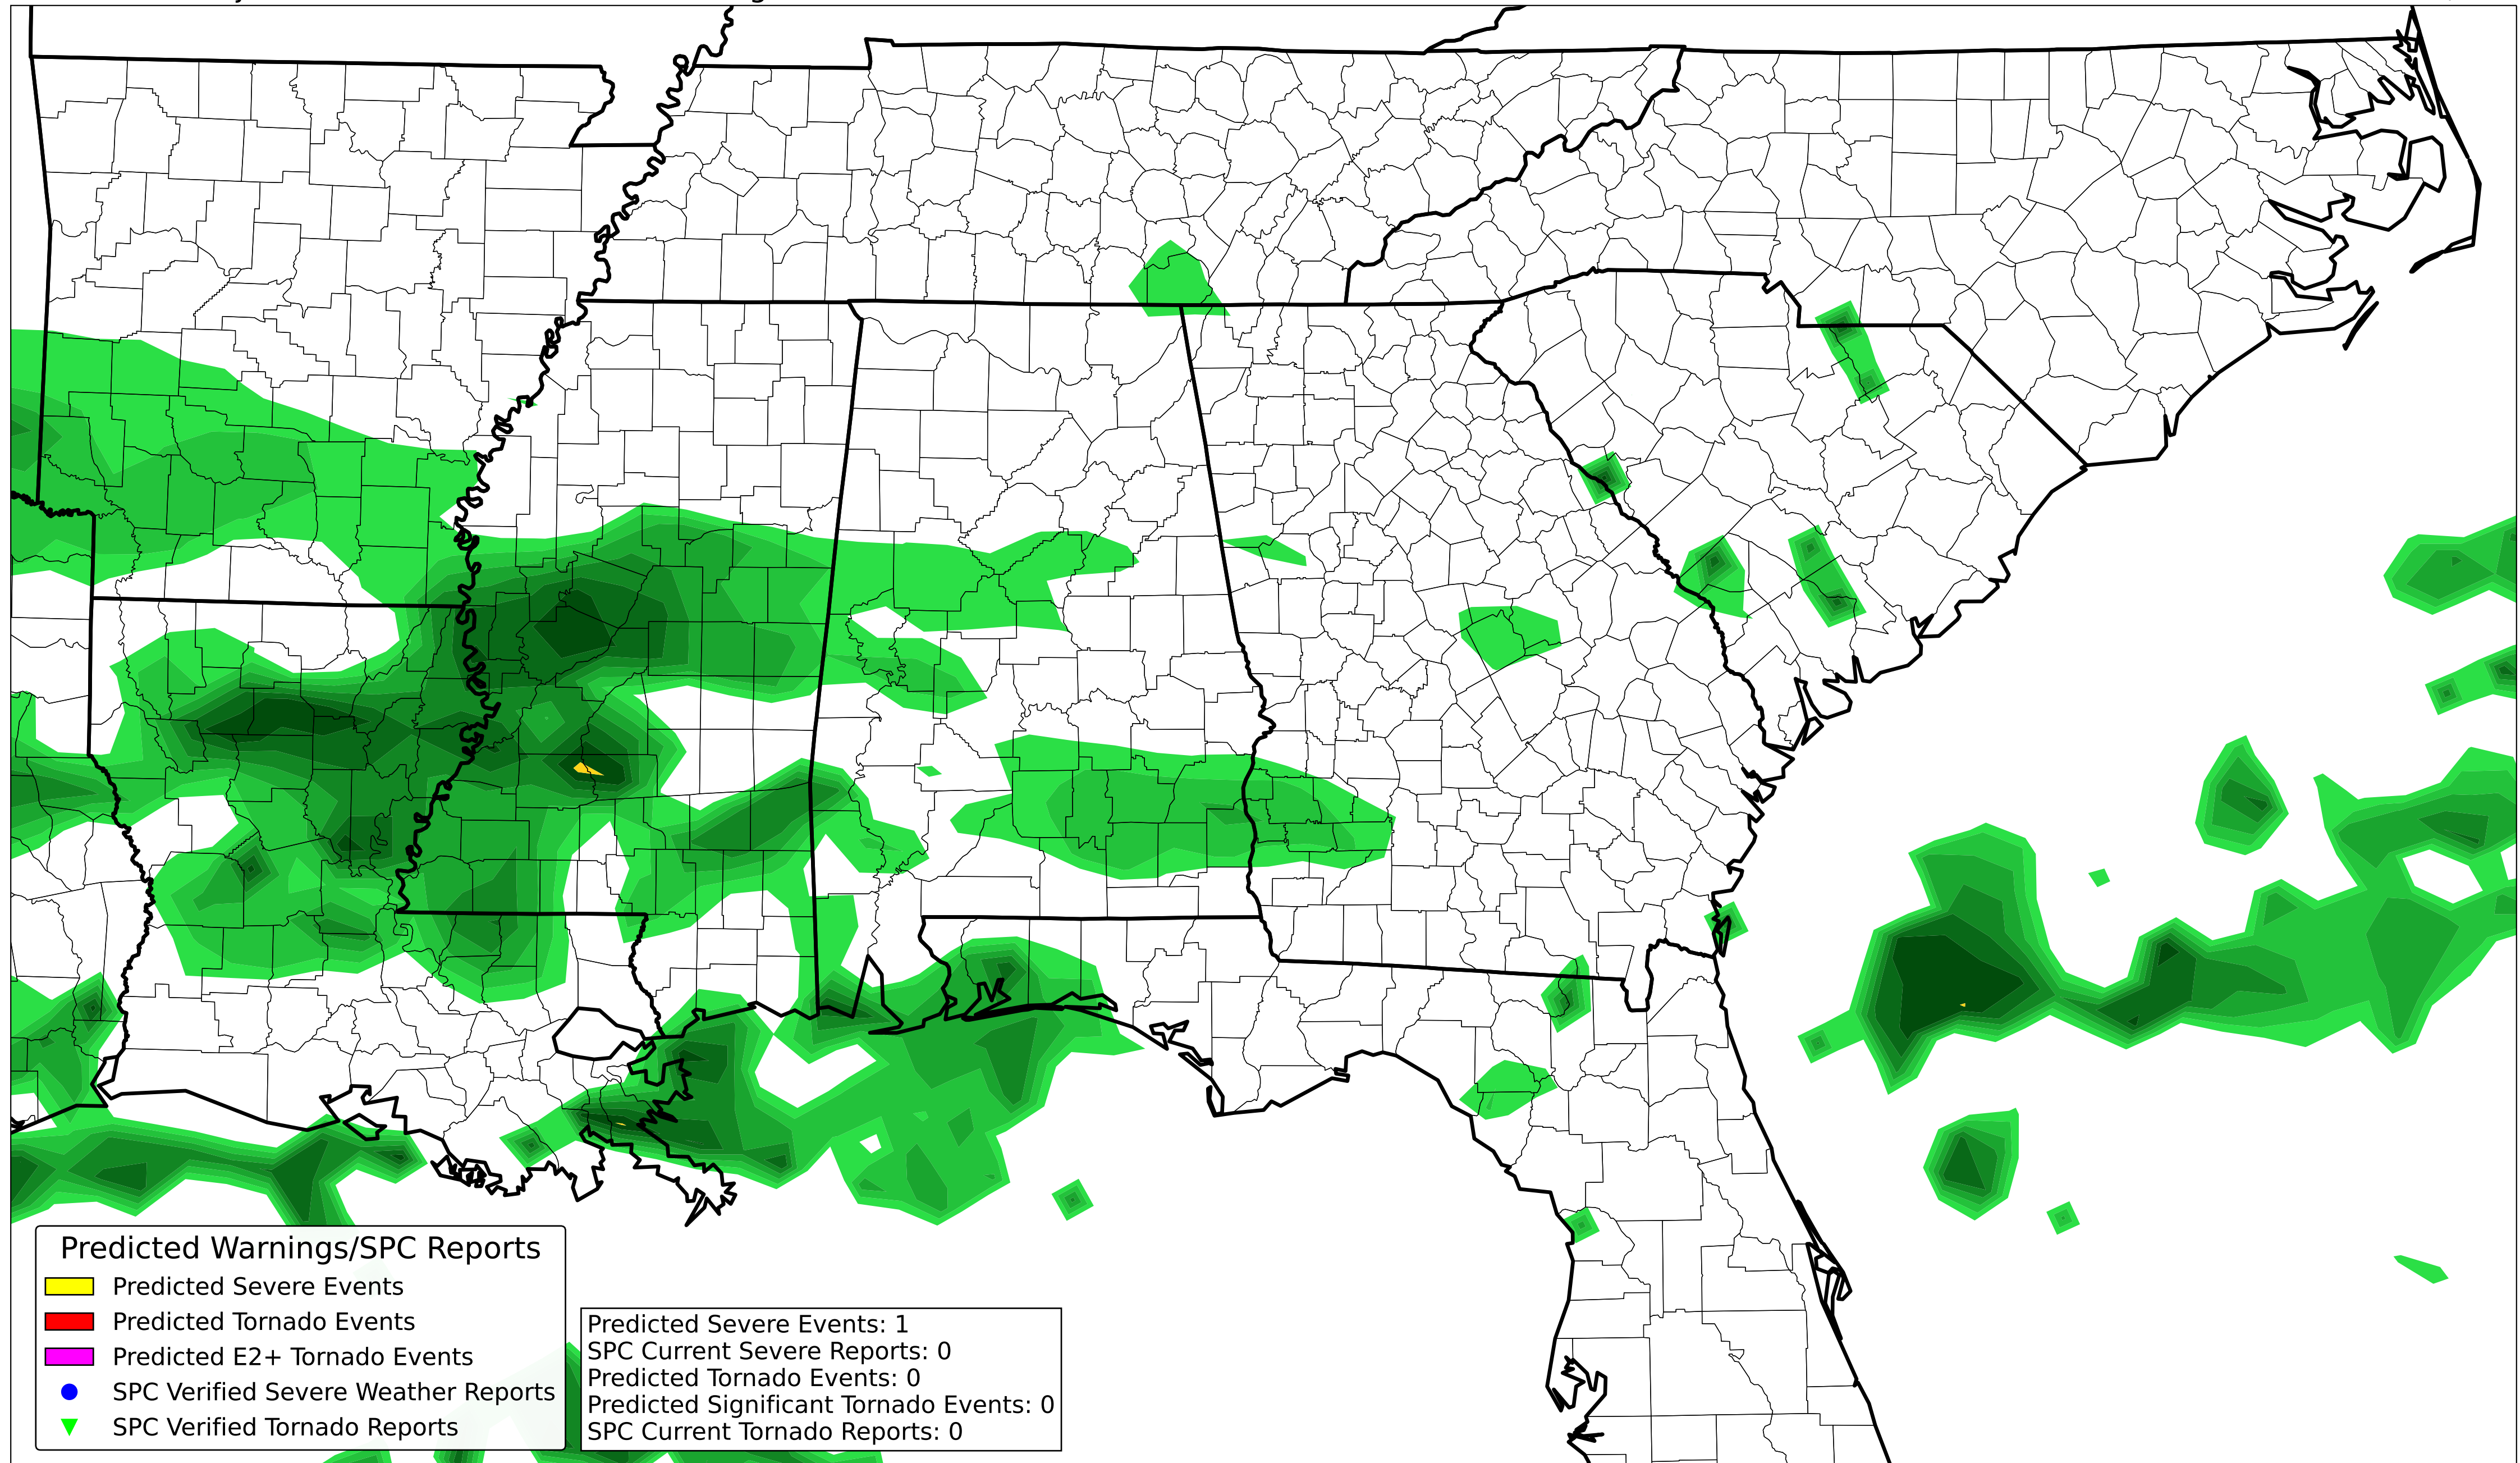 Predicted Warnings/SPC Reports
Predicted Severe Events
Predicted Tornado Events
Predicted E2+ Tornado Events
SPC Verified Severe Weather Reports
SPC Verified Tornado Reports
Predicted Severe Events: 1
SPC Current Severe Reports: 0
Predicted Tornado Events: 0
Predicted Significant Tornado Events: 0
SPC Current Tornado Reports: 0